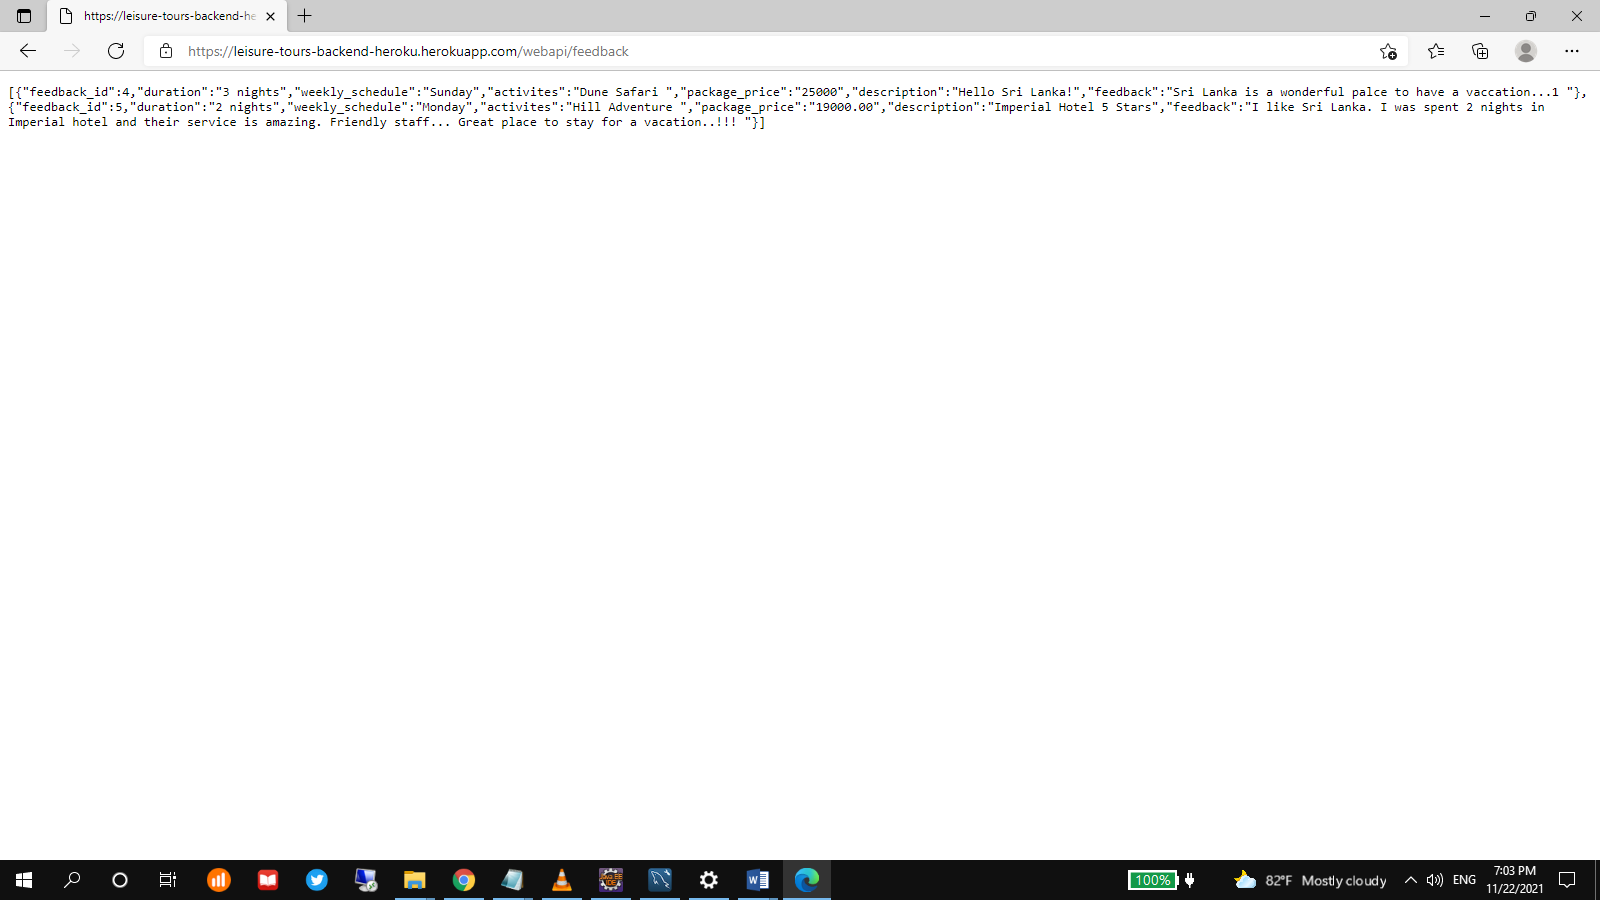 https://leisure-tours-backend-he
https://leisure-tours-backend-heroku.herokuapp.com/webapi/feedback
[{"feedback_id":4,"duration":"3 nights","weekly_schedule":"Sunday","activites":"Dune Safari ","package_price":"25000","description":"Hello Sri Lanka!","feedback":"Sri Lanka is a wonderful palce to have a vaccation...1 "},
{"feedback_id":5,"duration":"2 nights","weekly_schedule":"Monday","activites":"Hill Adventure ","package_price":"19000.00","description":"Imperial Hotel 5 Stars","feedback":"I like Sri Lanka. I was spent 2 nights in
Imperial hotel and their service is amazing. Friendly staff... Great place to stay for a vacation..!!! "}]
100% 82°F Mostly cloudy ENG 7:03 PM
11/22/2021